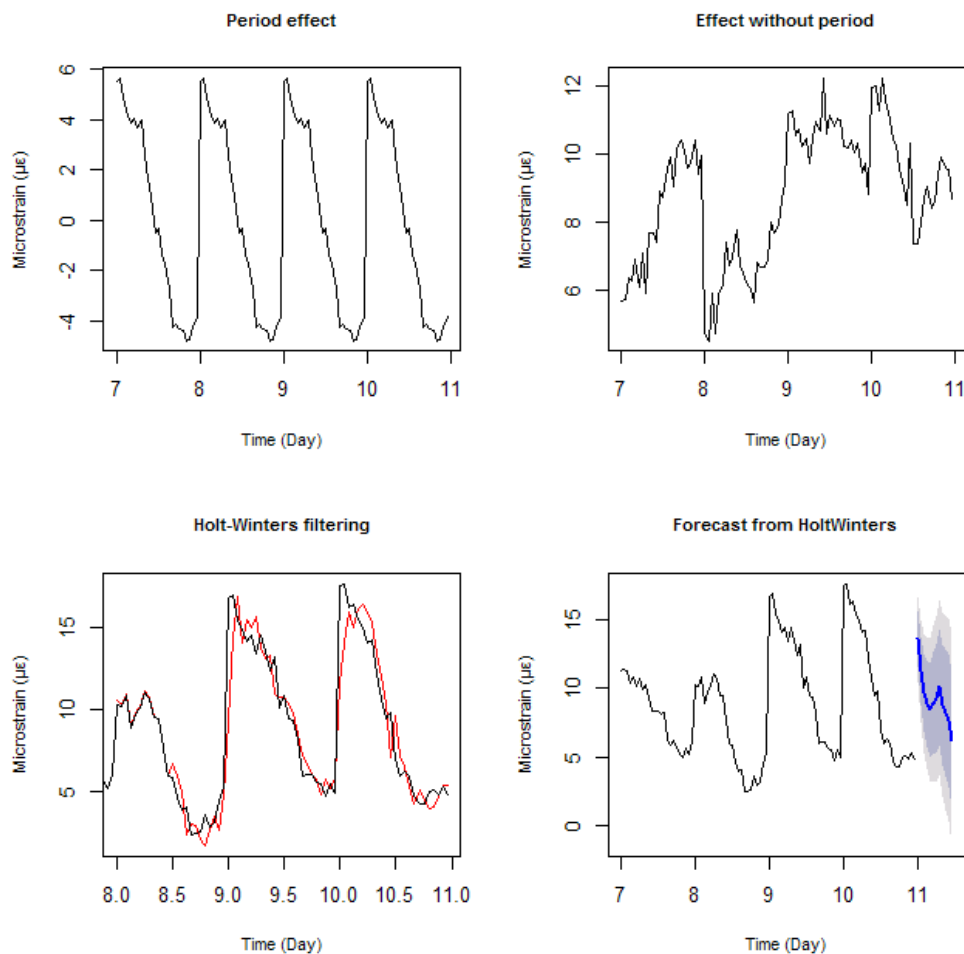 Period effect
Microstrain (με)
6
4
2
0
-2
-4
7 8 9 10 11
Time (Day)
Effect without period
Microstrain (με)
12
10
8
6
7 8 9 10 11
Time (Day)
Holt-Winters filtering
Microstrain (με)
15
10
5
8.0 8.5 9.0 9.5 10.0 10.5 11.0
Time (Day)
Forecast from HoltWinters
Microstrain (με)
15
10
5
0
7 8 9 10 11
Time (Day)